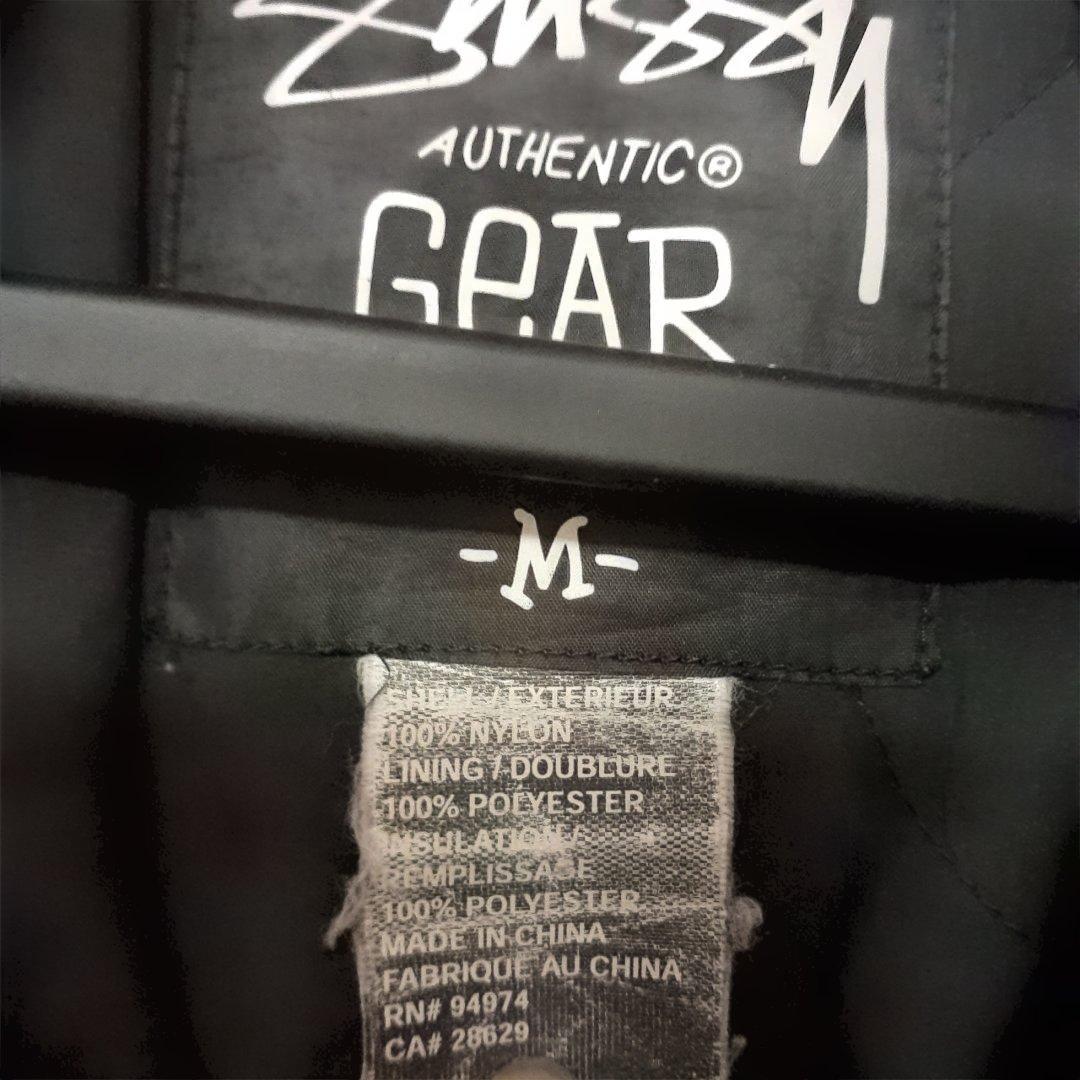 Stussy
AUTHENTIC®
GeAR
-M-
SHELL / EXTERIEUR
100% NYLON
LINING / DOUBLURE
100% POLYESTER
INSULATION/
REMPLISSAGE
100% POLYESTER
MADE IN CHINA
FABRIQUE AU CHINA
RN# 94974
CA# 28629